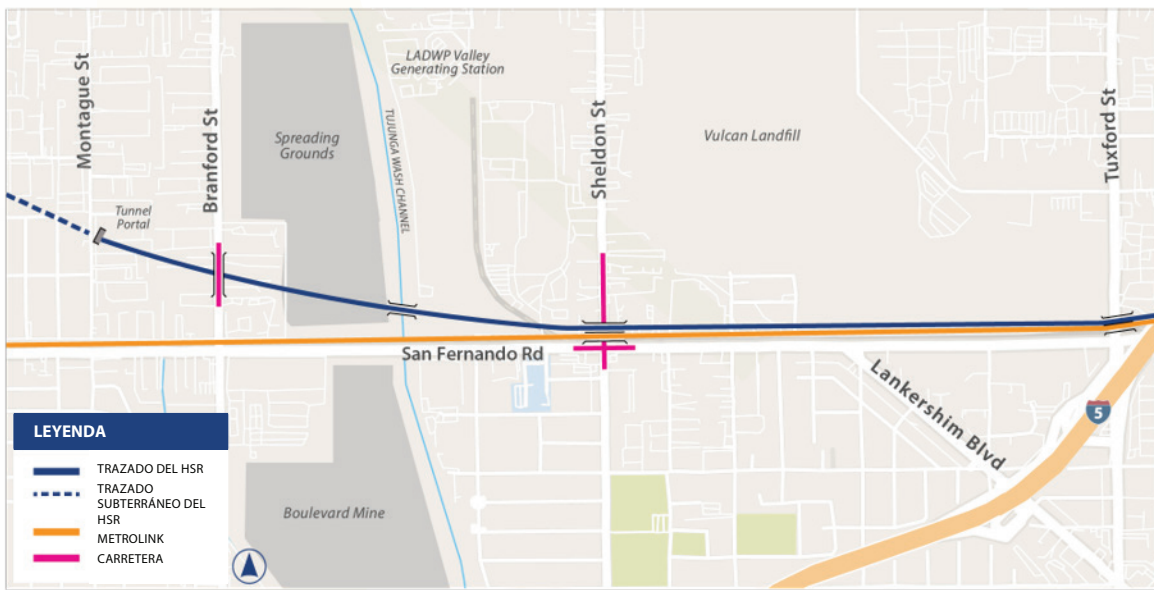 Montague St
Branford St
Spreading
Grounds
LADWP Valley
Generating Station
TUJUNGA WASH CHANNEL
Sheldon St
Vulcan Landfill
Tuxford St
Tunnel
Portal
San Fernando Rd
Lankershim Blvd
5
Boulevard Mine
LEYENDA
TRAZADO DEL HSR
TRAZADO
SUBTERRÁNEO DEL
HSR
METROLINK
CARRETERA